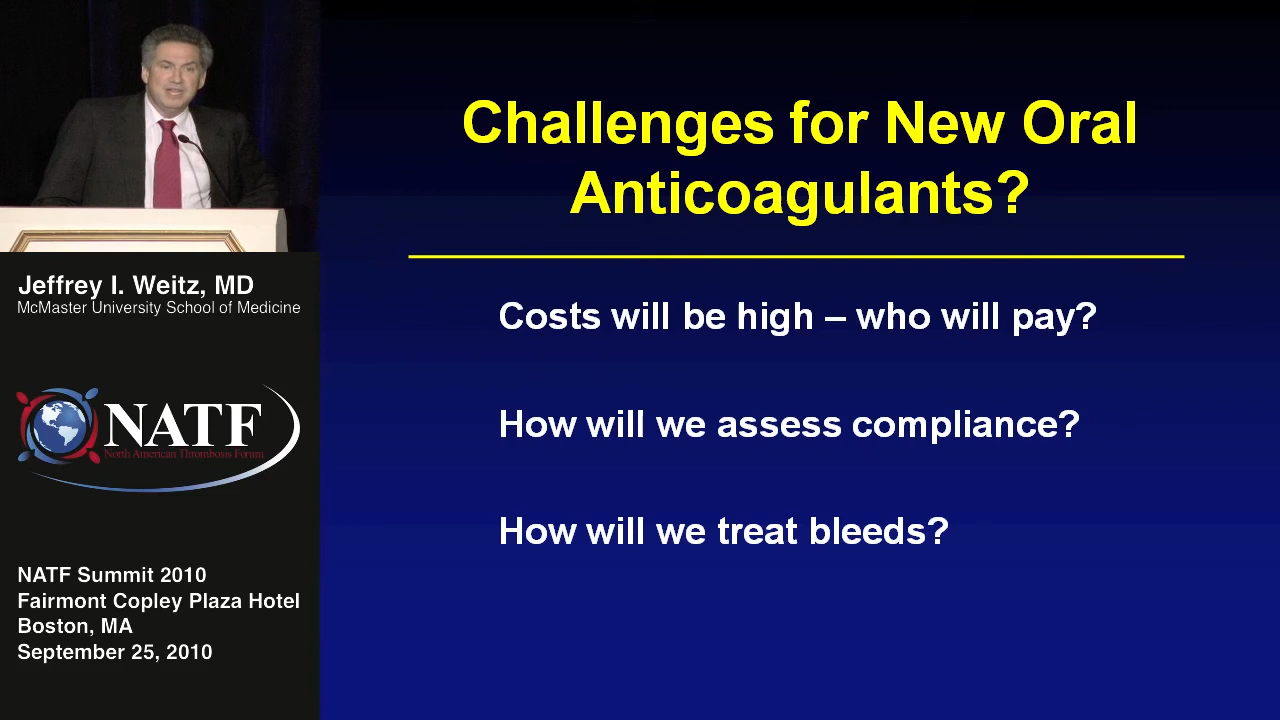 Challenges for New Oral
Anticoagulants?
Costs will be high – who will pay?
How will we assess compliance?
How will we treat bleeds?
Jeffrey I. Weitz, MD
McMaster University School of Medicine
NATF
North American Thrombosis Forum
NATF Summit 2010
Fairmont Copley Plaza Hotel
Boston, MA
September 25, 2010